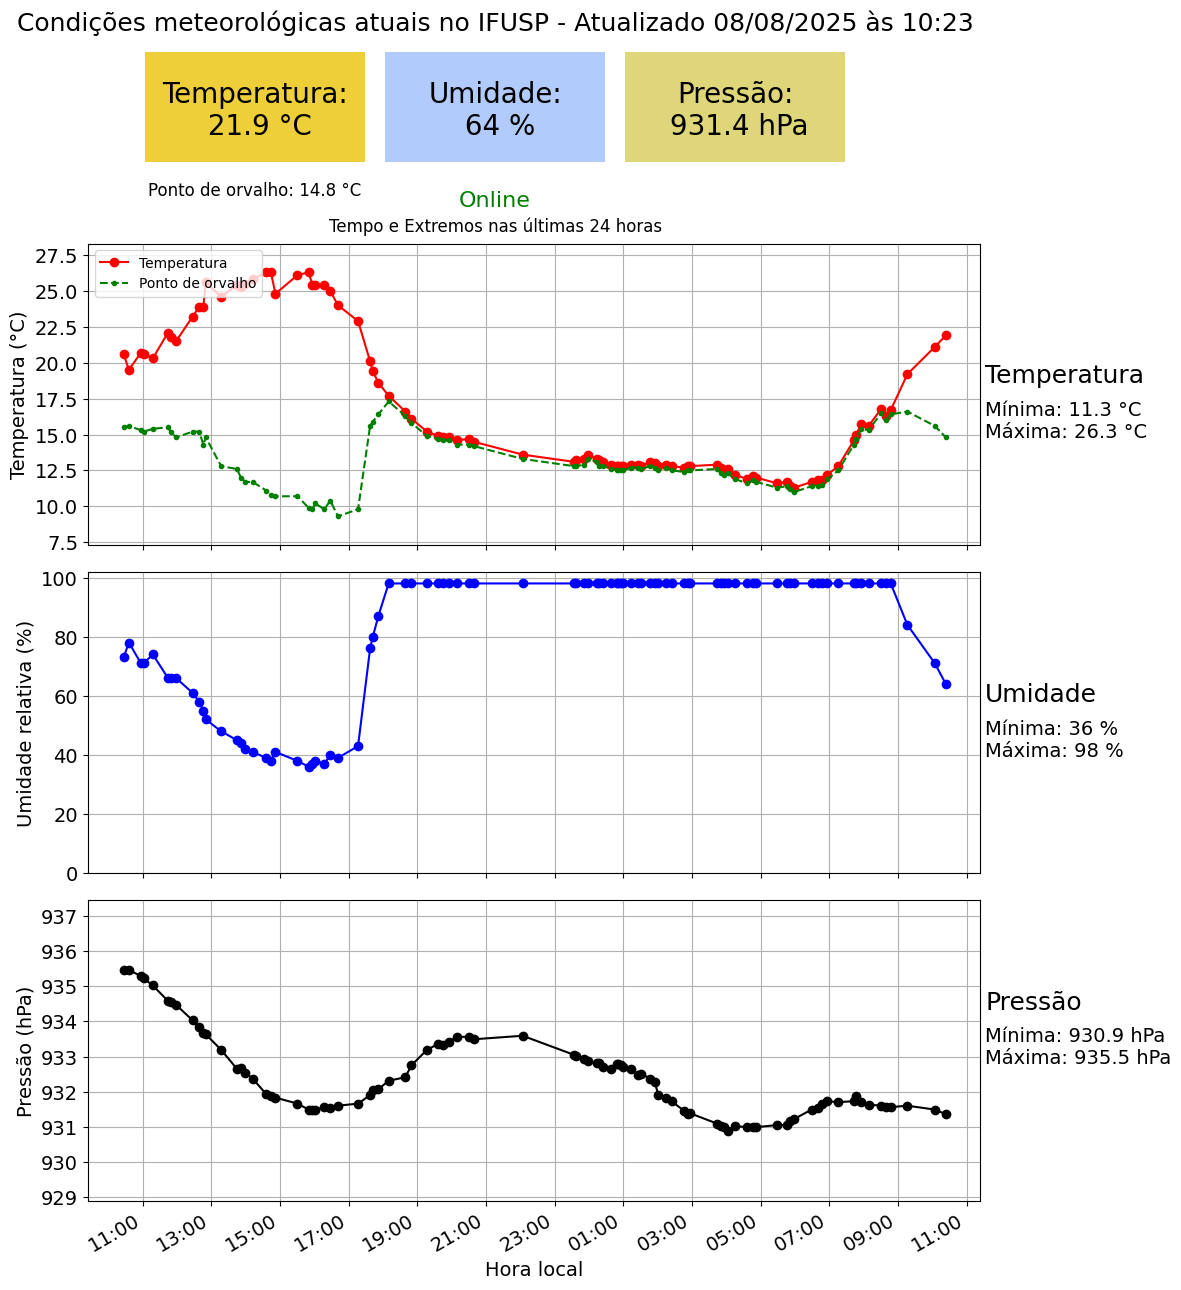 Condições meteorológicas atuais no IFUSP - Atualizado 08/08/2025 às 10:23
Temperatura:
21.9 °C
Umidade:
64 %
Pressão:
931.4 hPa
Ponto de orvalho: 14.8 °C
Online
Tempo e Extremos nas últimas 24 horas
Temperatura (°C)
27.5
25.0
22.5
20.0
17.5
15.0
12.5
10.0
7.5
Temperatura
Ponto de orvalho
Temperatura
Mínima: 11.3 °C
Máxima: 26.3 °C
Umidade relativa (%)
100
80
60
40
20
0
Umidade
Mínima: 36 %
Máxima: 98 %
Pressão (hPa)
937
936
935
934
933
932
931
930
929
Pressão
Mínima: 930.9 hPa
Máxima: 935.5 hPa
11:00
13:00
15:00
17:00
19:00
21:00
23:00
01:00
03:00
05:00
07:00
09:00
11:00
Hora local